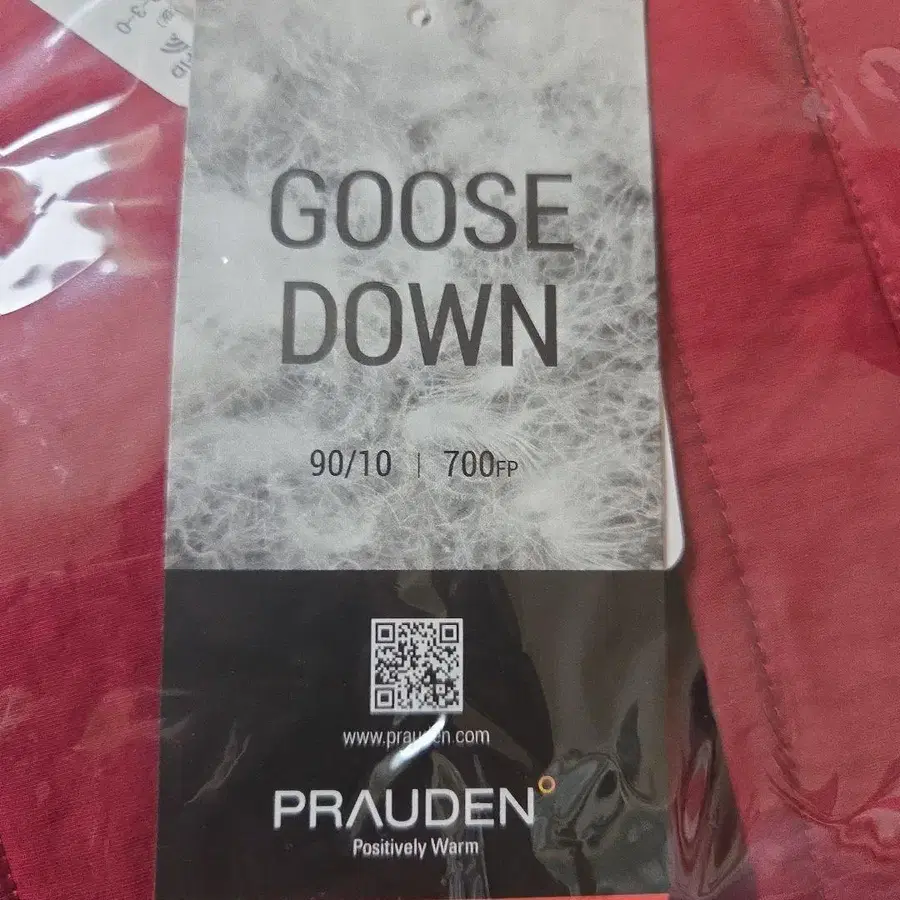 GOOSE
DOWN
90/10 | 700FP
www.prauden.com
PRAUDEN
Positively Warm